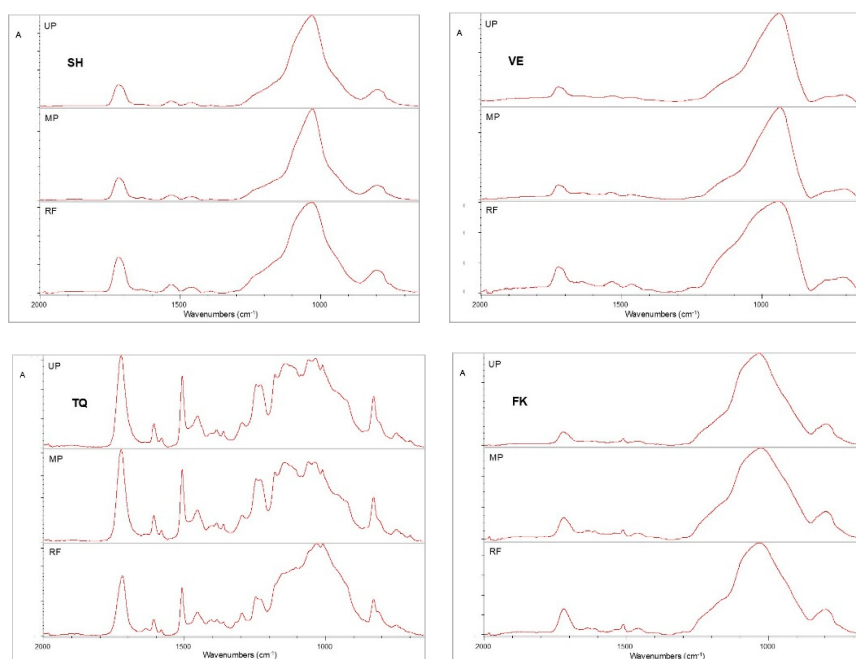 UP
A
SH
MP
RF
2000
1500
1000
Wavenumbers (cm⁻¹)
UP
A
VE
MP
RF
2000
1500
1000
Wavenumbers (cm⁻¹)
UP
A
TQ
MP
RF
2000
1500
1000
Wavenumbers (cm⁻¹)
UP
A
FK
MP
RF
2000
1500
1000
Wavenumbers (cm⁻¹)